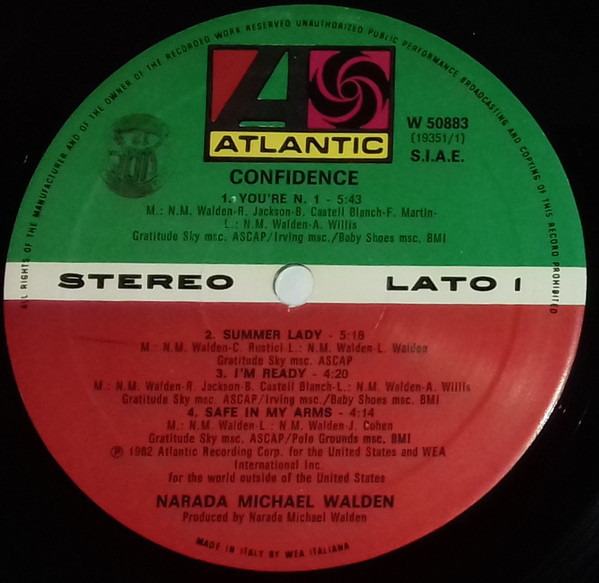 ALL RIGHTS OF THE MANUFACTURER AND OF THE OWNER OF THE RECORDED WORK RESERVED UNAUTHORIZED PUBLIC PERFORMANCE BROADCASTING AND COPYING OF THIS RECORD PROHIBITED
A
ATLANTIC
W 50883
(19351/1)
S.I.A.E.
CONFIDENCE
1. YOU'RE N. 1 - 5:43
M.: N.M. Walden-R. Jackson-B. Castell Blanch-F. Martin-
L.: N.M. Walden-A. Willis
Gratitude Sky msc. ASCAP/Irving msc./Baby Shoes msc. BMI
STEREO LATO 1
2. SUMMER LADY - 5:18
M.: N.M. Walden-C. Rustici-L.: N.M. Walden-L. Walden
Gratitude Sky msc. ASCAP
3. I'M READY - 4:20
M.: N.M. Walden-R. Jackson-B. Castell Blanch-L.: N.M. Walden-A. Willis
Gratitude Sky msc. ASCAP/Irving msc./Baby Shoes msc. BMI
4. SAFE IN MY ARMS - 4:14
M.: N.M. Walden-L.: N.M. Walden-J. Cohen
Gratitude Sky msc. ASCAP/Polo Grounds msc. BMI
℗ 1982 Atlantic Recording Corp. for the United States and WEA
International Inc.
for the world outside of the United States
NARADA MICHAEL WALDEN
Produced by Narada Michael Walden
MADE IN ITALY BY WEA ITALIANA